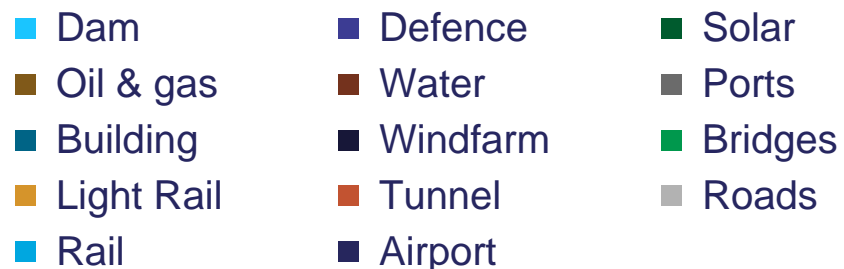 Dam
Oil & gas
Building
Light Rail
Rail
Defence
Water
Windfarm
Tunnel
Airport
Solar
Ports
Bridges
Roads